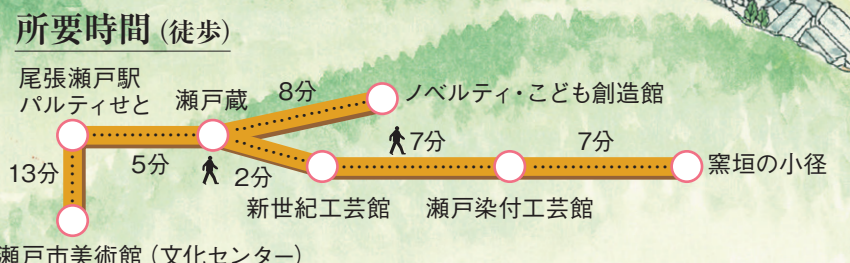 所要時間(徒歩)
尾張瀬戸駅
パルティせと
瀬戸蔵
8分
ノベルティ・こども創造館
13分
5分
2分
7分
7分
窯垣の小径
新世紀工芸館
瀬戸染付工芸館
瀬戸市美術館(文化センター)